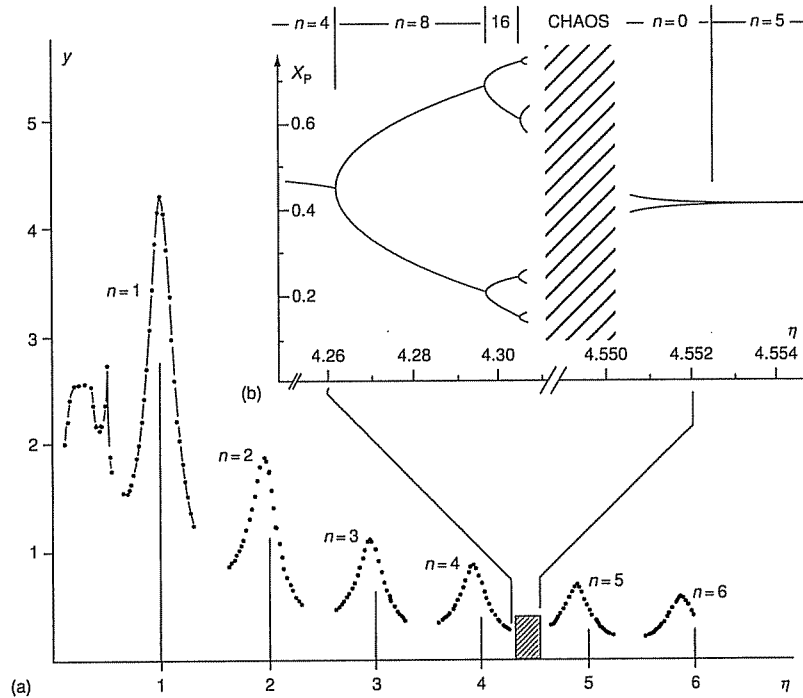 n=4 n=8 16 CHAOS n=0 n=5
y
X_P
5
0.6
4
0.4
n=1
3
0.2
η
4.26 4.28 4.30 4.550 4.552 4.554
(b)
2
n=2
1
n=3
n=4
n=5
n=6
(a)
1 2 3 4 5 6 η